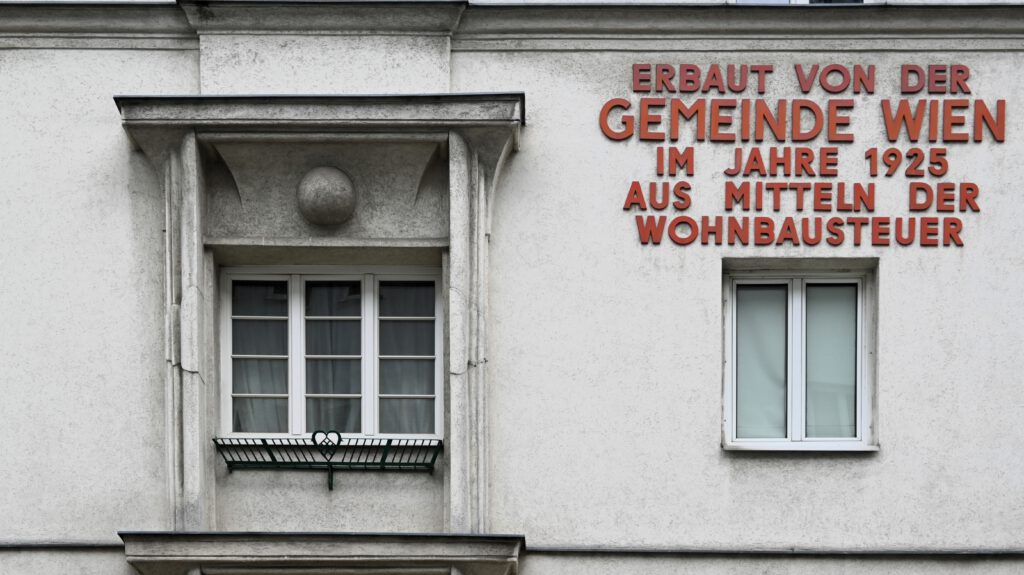 ERBAUT VON DER
GEMEINDE WIEN
IM JAHRE 1925
AUS MITTELN DER
WOHNBAUSTEUER